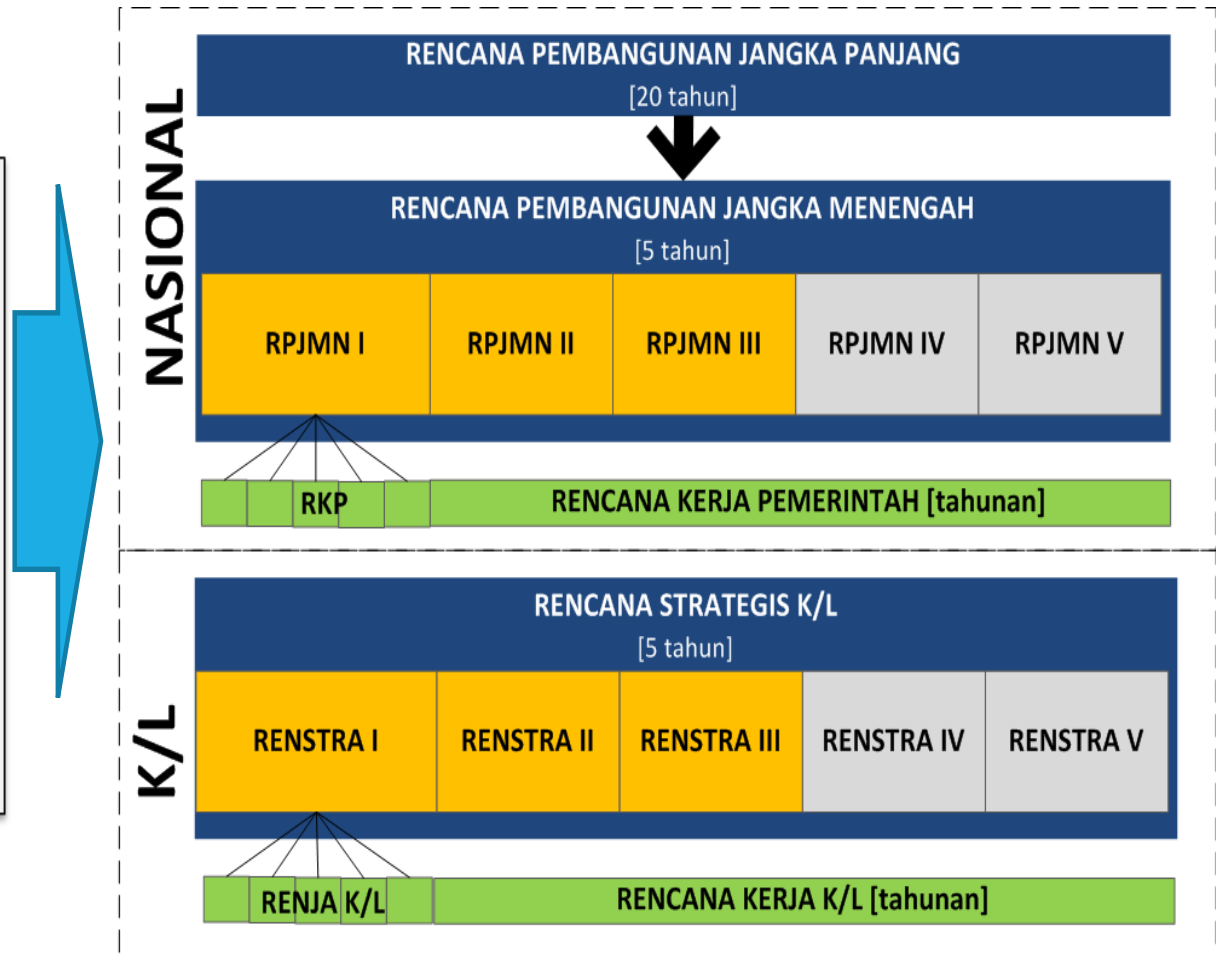 NASIONAL
RENCANA PEMBANGUNAN JANGKA PANJANG
[20 tahun]
RENCANA PEMBANGUNAN JANGKA MENENGAH
[5 tahun]
RPJMN I
RPJMN II
RPJMN III
RPJMN IV
RPJMN V
RKP
RENCANA KERJA PEMERINTAH [tahunan]
K/L
RENCANA STRATEGIS K/L
[5 tahun]
RENSTRA I
RENSTRA II
RENSTRA III
RENSTRA IV
RENSTRA V
RENJA K/L
RENCANA KERJA K/L [tahunan]